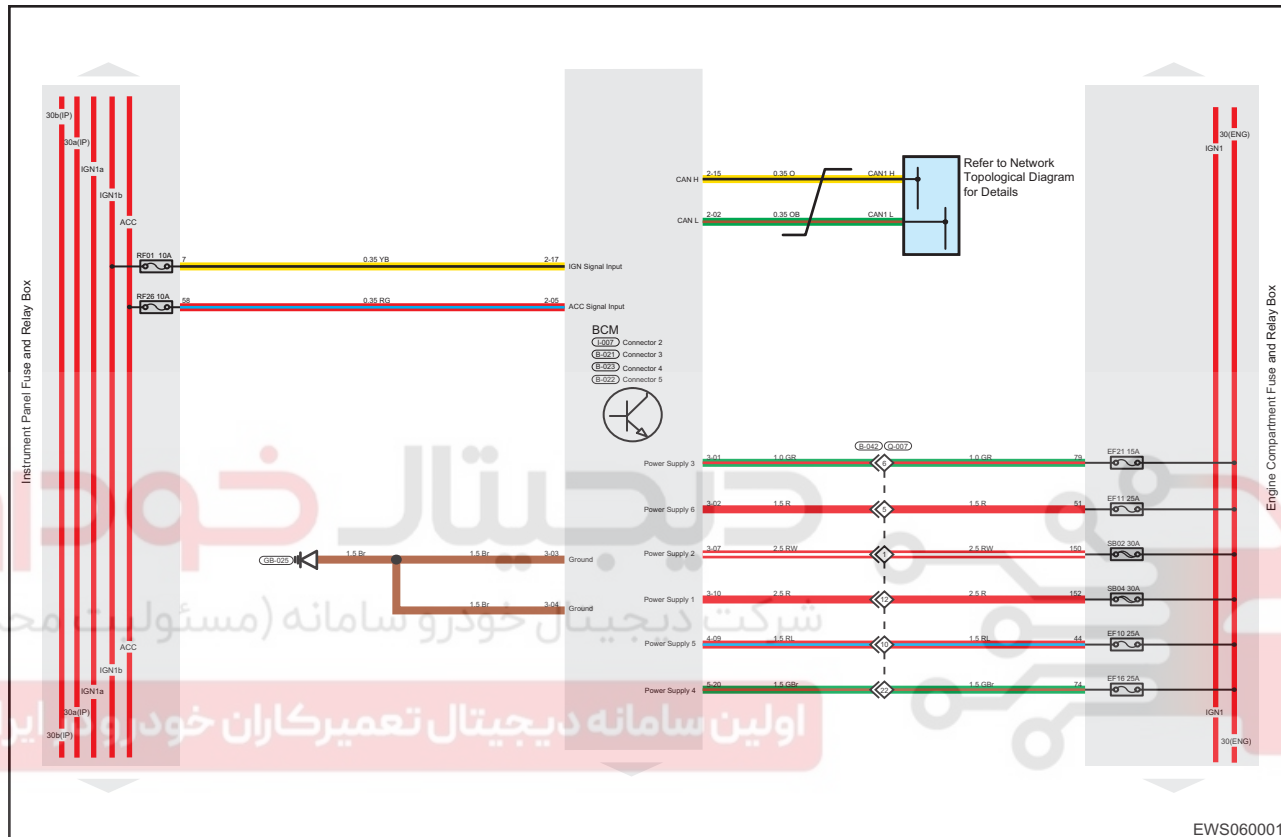 30b(IP)
30a(IP)
IGN1a
IGN1b
ACC
Instrument Panel Fuse and Relay Box
RF01 10A
7
0.35 YB
2-17
IGN Signal Input
RF26 10A
58
0.35 RG
2-05
ACC Signal Input
CAN H
2-15
0.35 O
CAN1 H
CAN L
2-02
0.35 OB
CAN1 L
Refer to Network
Topological Diagram
for Details
IGN1
30(ENG)
Engine Compartment Fuse and Relay Box
BCM
I-007 Connector 2
B-021 Connector 3
B-023 Connector 4
B-022 Connector 5
B-042 Q-007
Power Supply 3
3-01
1.0 GR
6
1.0 GR
79
EF21 15A
Power Supply 6
3-02
1.5 R
5
1.5 R
51
EF11 25A
Power Supply 2
3-07
2.5 RW
1
2.5 RW
150
SB02 30A
Power Supply 1
3-10
2.5 R
12
2.5 R
152
SB04 30A
Power Supply 5
4-09
1.5 RL
10
1.5 RL
44
EF10 25A
Power Supply 4
5-20
1.5 GBr
22
1.5 GBr
74
EF16 25A
GB-025
1.5 Br
1.5 Br
3-03
Ground
1.5 Br
3-04
Ground
ACC
IGN1b
IGN1a
30a(IP)
30b(IP)
IGN1
30(ENG)
دیجیتال خودرو
شرکت دیجیتال خودرو سامانه (مسئولیت
اولین سامانه دیجیتال تعمیرکاران خودرو در
EWS060001